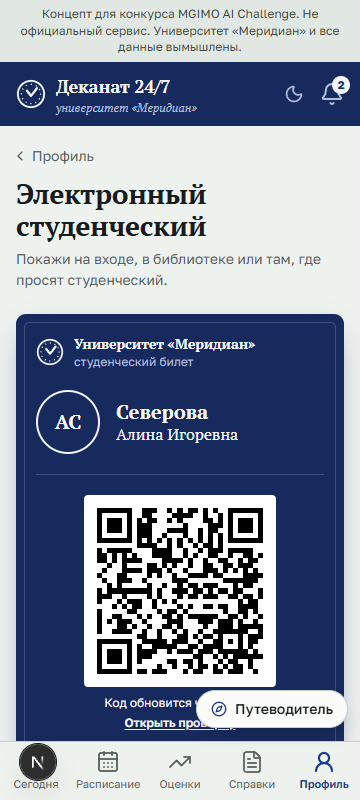 Концепт для конкурса MGIMO AI Challenge. Не
официальный сервис. Университет «Меридиан» и все
данные вымышлены.
Деканат 24/7
университет «Меридиан»
2
Профиль
Электронный
студенческий
Покажи на входе, в библиотеке или там, где
просят студенческий.
Университет «Меридиан»
студенческий билет
АС
Северова
Алина Игоревна
Код обновится
Открыть
Путеводитель
N
Сегодня
Расписание
Оценки
Справки
Профиль